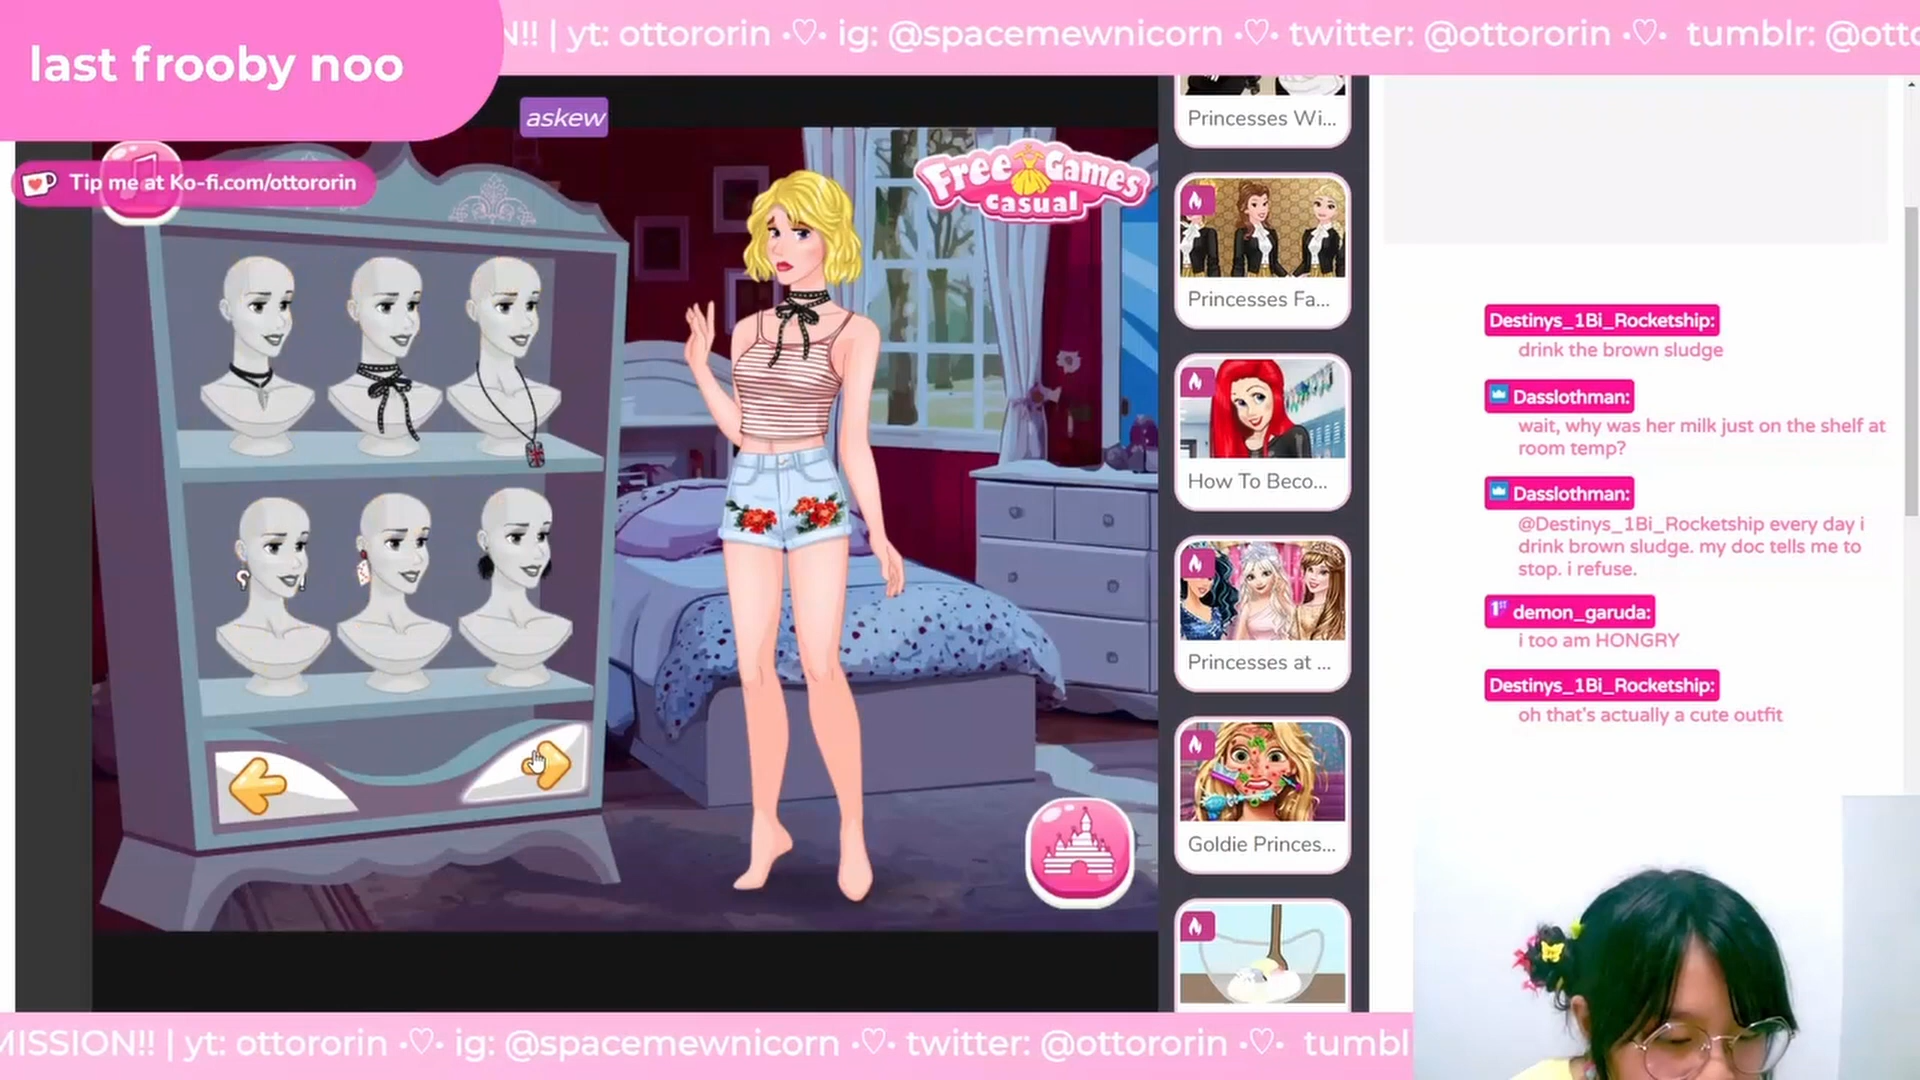 N!! | yt: ottororin •♡• ig: @spacemewnicorn •♡• twitter: @ottororin •♡• tumblr: @otto
last frooby noo
askew
Tip me at Ko-fi.com/ottororin
Free Games
casual
Princesses Wi...
Princesses Fa...
How To Beco...
Princesses at ...
Goldie Princes...
Destinys_1Bi_Rocketship:
drink the brown sludge
Dasslothman:
wait, why was her milk just on the shelf at
room temp?
Dasslothman:
@Destinys_1Bi_Rocketship every day i
drink brown sludge. my doc tells me to
stop. i refuse.
1st demon_garuda:
i too am HONGRY
Destinys_1Bi_Rocketship:
oh that's actually a cute outfit
MISSION!! | yt: ottororin •♡• ig: @spacemewnicorn •♡• twitter: @ottororin •♡• tumbl